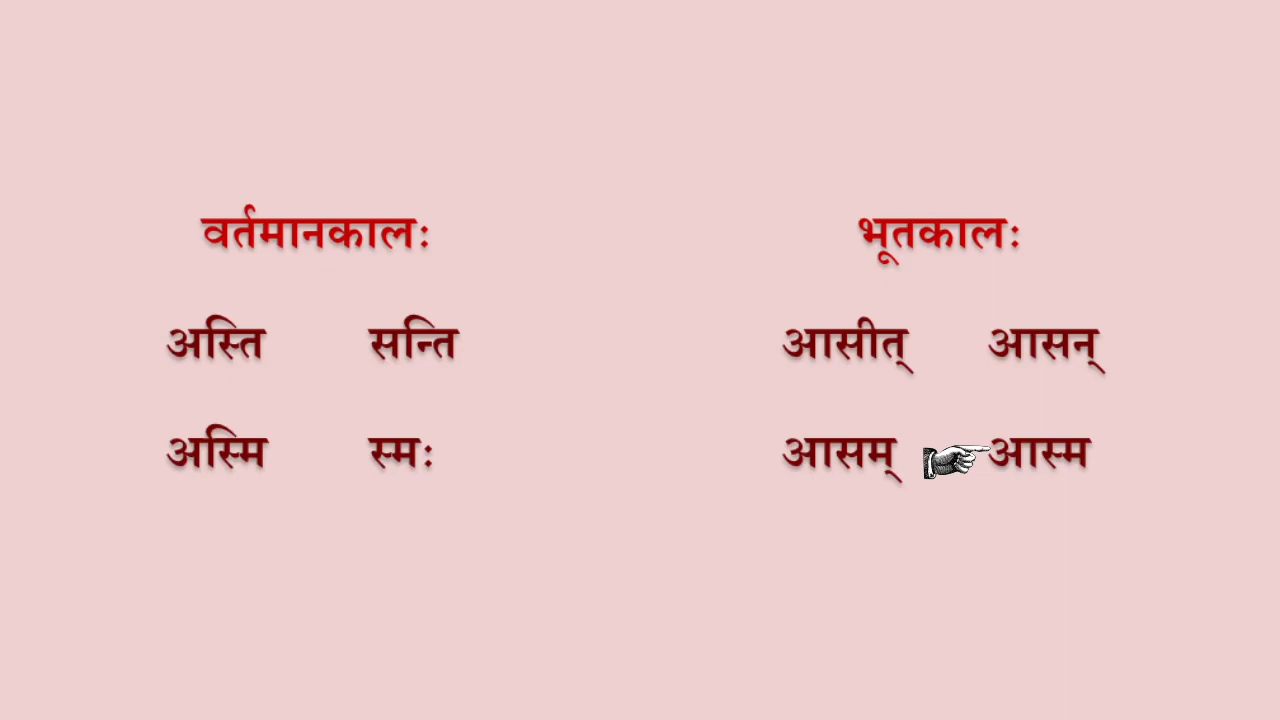 वर्तमानकालः भूतकालः
अस्ति सन्ति आसीत् आसन्
अस्मि स्मः आसम् आस्म